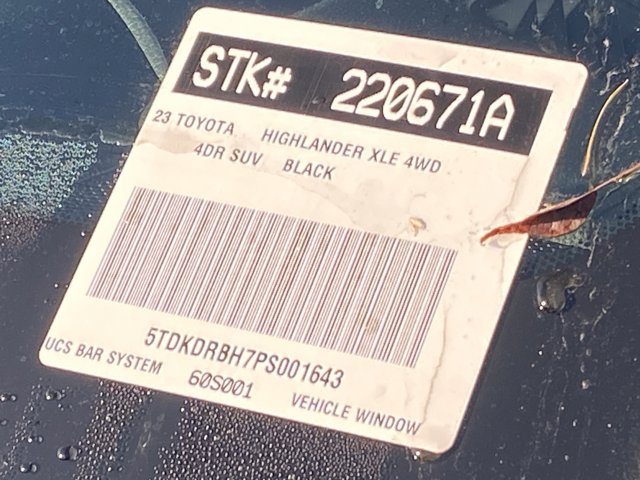 STK# 220671A
23 TOYOTA HIGHLANDER XLE 4WD
4DR SUV BLACK
5TDKDRBH7PS001643
UCS BAR SYSTEM 60S001 VEHICLE WINDOW